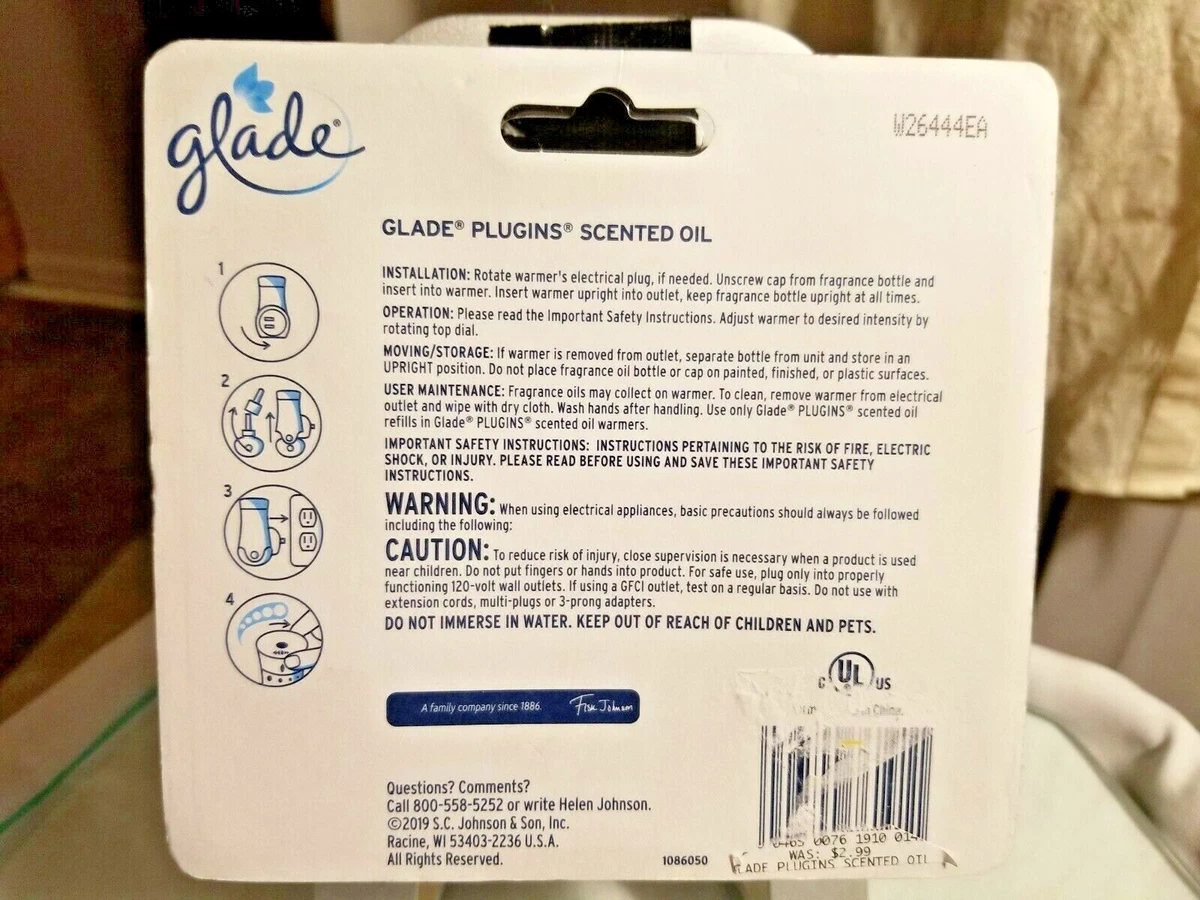 glade®
W26444EA
GLADE® PLUGINS® SCENTED OIL
1
INSTALLATION: Rotate warmer's electrical plug, if needed. Unscrew cap from fragrance bottle and
insert into warmer. Insert warmer upright into outlet, keep fragrance bottle upright at all times.
OPERATION: Please read the Important Safety Instructions. Adjust warmer to desired intensity by
rotating top dial.
MOVING/STORAGE: If warmer is removed from outlet, separate bottle from unit and store in an
UPRIGHT position. Do not place fragrance oil bottle or cap on painted, finished, or plastic surfaces.
2
USER MAINTENANCE: Fragrance oils may collect on warmer. To clean, remove warmer from electrical
outlet and wipe with dry cloth. Wash hands after handling. Use only Glade® PLUGINS® scented oil
refills in Glade® PLUGINS® scented oil warmers.
IMPORTANT SAFETY INSTRUCTIONS: INSTRUCTIONS PERTAINING TO THE RISK OF FIRE, ELECTRIC
SHOCK, OR INJURY. PLEASE READ BEFORE USING AND SAVE THESE IMPORTANT SAFETY
INSTRUCTIONS.
3
WARNING: When using electrical appliances, basic precautions should always be followed
including the following:
CAUTION: To reduce risk of injury, close supervision is necessary when a product is used
near children. Do not put fingers or hands into product. For safe use, plug only into properly
functioning 120-volt wall outlets. If using a GFCI outlet, test on a regular basis. Do not use with
extension cords, multi-plugs or 3-prong adapters.
4
DO NOT IMMERSE IN WATER. KEEP OUT OF REACH OF CHILDREN AND PETS.
C UL US
China
A family company since 1886. Fisk Johnson
Questions? Comments?
Call 800-558-5252 or write Helen Johnson.
©2019 S.C. Johnson & Son, Inc.
Racine, WI 53403-2236 U.S.A.
All Rights Reserved.
1086050
0076 1910
WAS: $2.99
PLUGINS SCENTED OIL